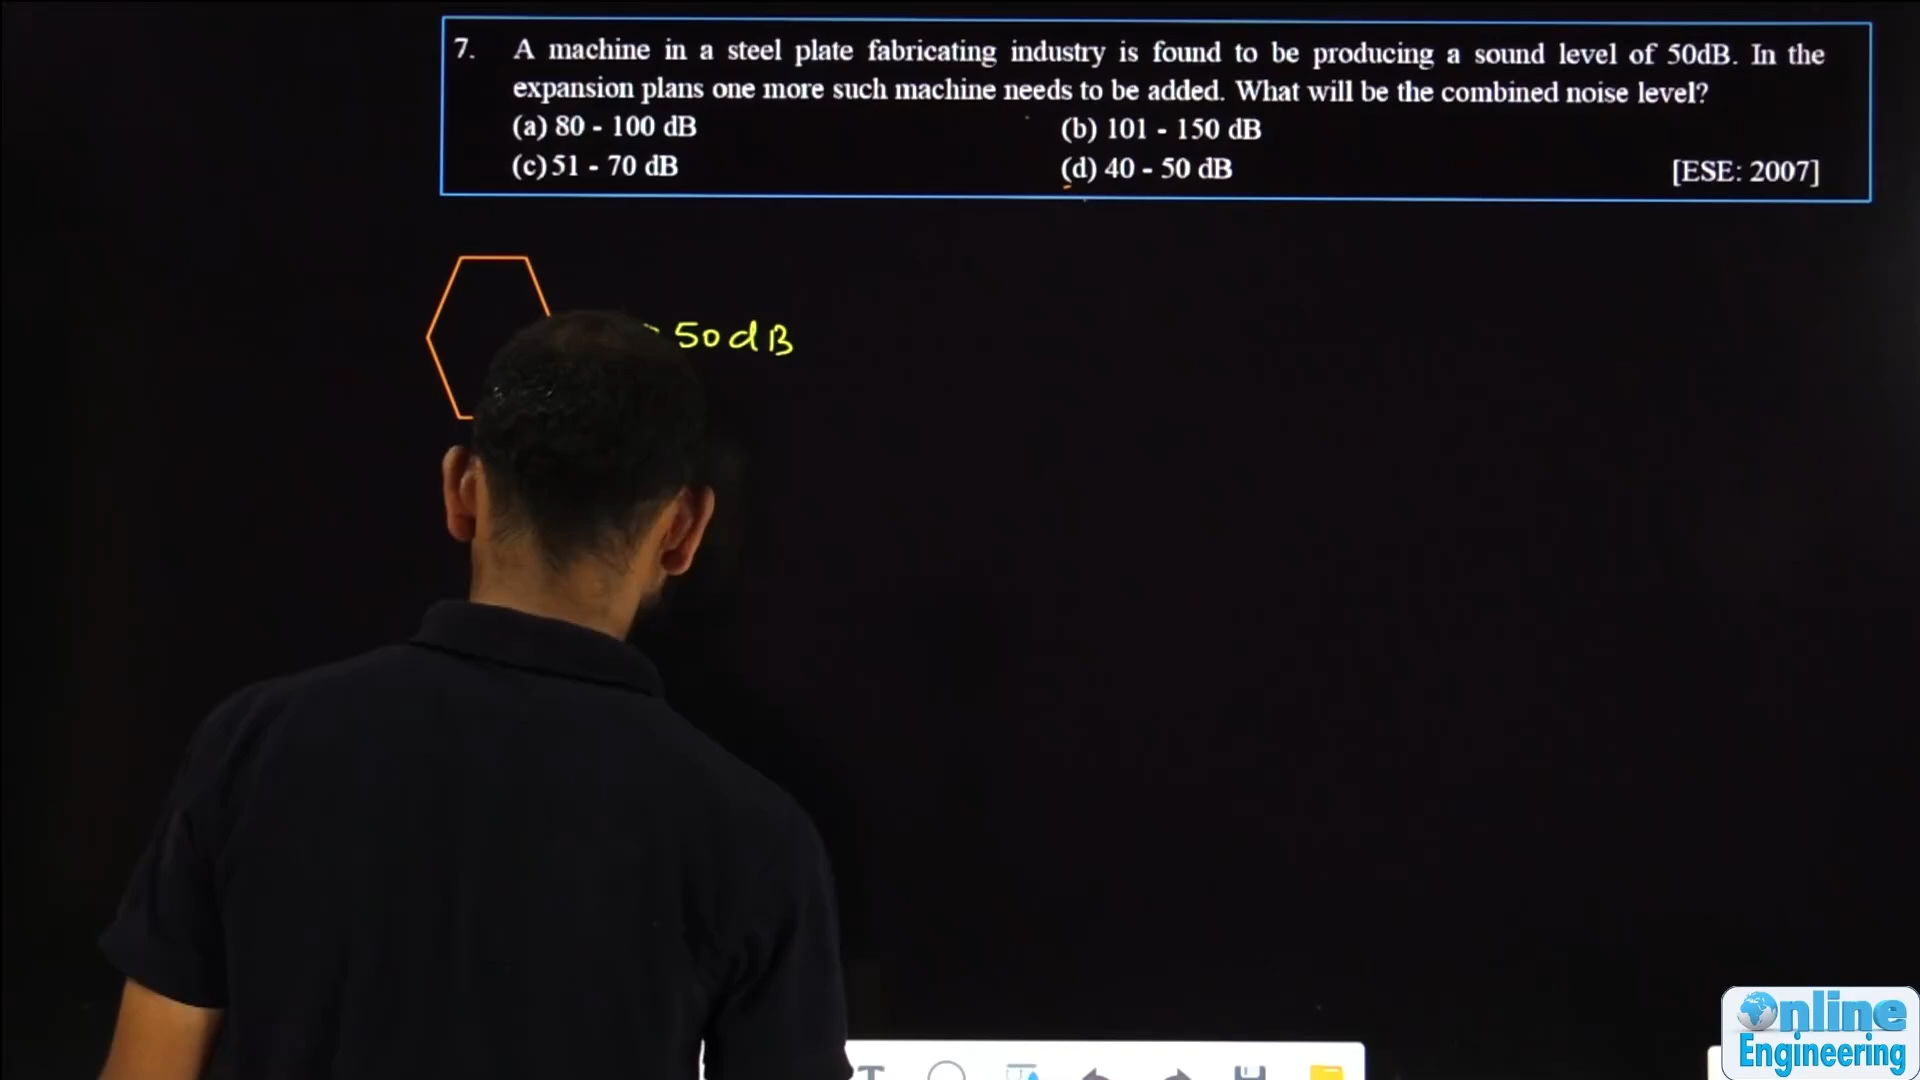 7. A machine in a steel plate fabricating industry is found to be producing a sound level of 50dB. In the
expansion plans one more such machine needs to be added. What will be the combined noise level?
(a) 80 - 100 dB (b) 101 - 150 dB
(c) 51 - 70 dB (d) 40 - 50 dB [ESE: 2007]
50dB
T
Online
Engineering